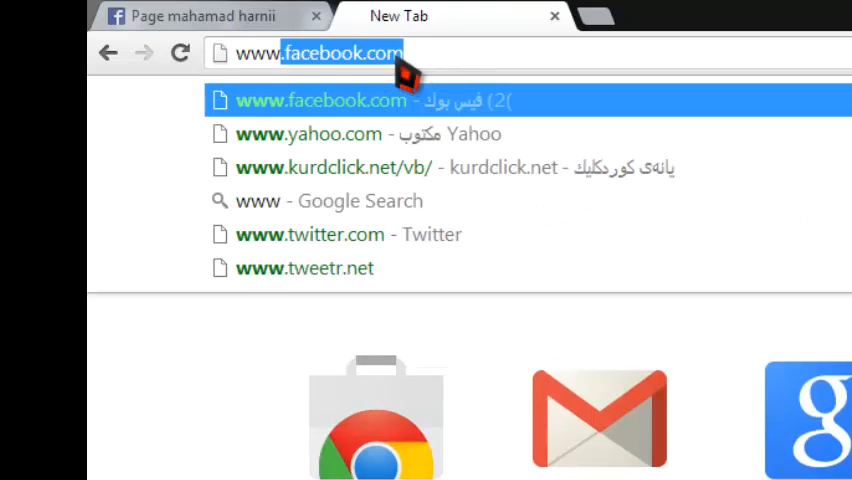 Page mahamad harnii
New Tab
www.facebook.com
www.facebook.com - فيس بوك (2)
www.yahoo.com - مكتوب Yahoo
www.kurdclick.net/vb/ - kurdclick.net - یانەی کوردکلیك
www - Google Search
www.twitter.com - Twitter
www.tweetr.net